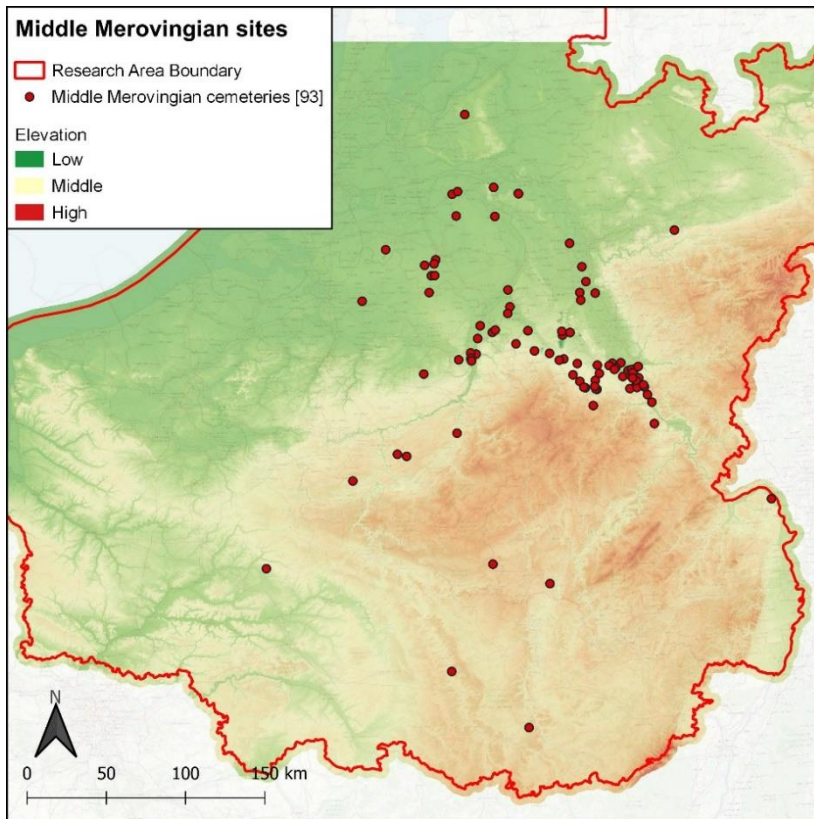 Middle Merovingian sites
Research Area Boundary
Middle Merovingian cemeteries [93]
Elevation
Low
Middle
High
N
0 50 100 150 km